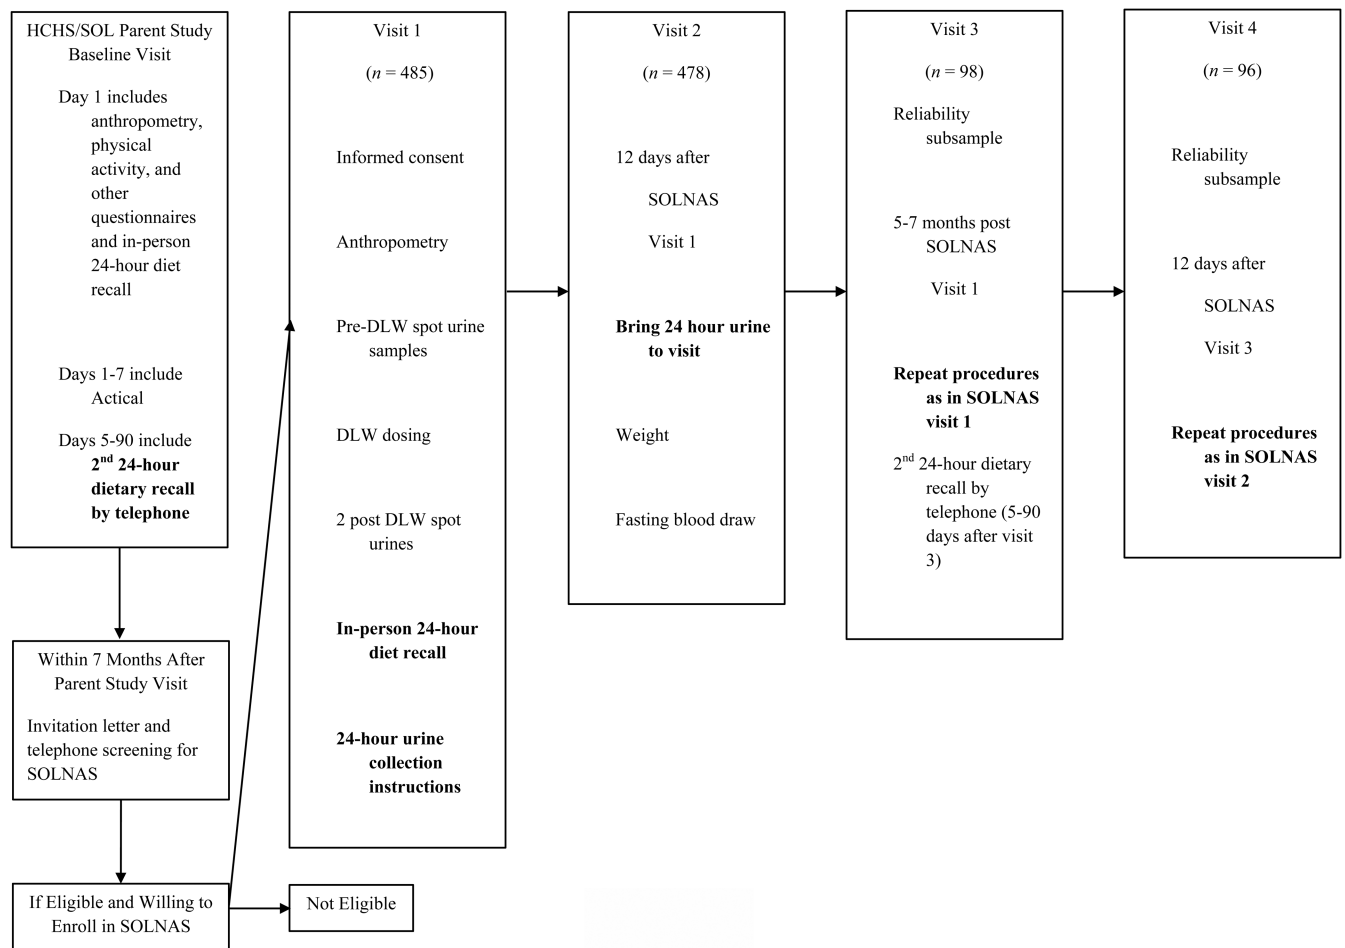 HCHS/SOL Parent Study
Baseline Visit
Day 1 includes
anthropometry,
physical
activity, and
other
questionnaires
and in-person
24-hour diet
recall
Days 1-7 include
Actical
Days 5-90 include
2nd 24-hour
dietary recall
by telephone
Within 7 Months After
Parent Study Visit
Invitation letter and
telephone screening for
SOLNAS
If Eligible and Willing to
Enroll in SOLNAS
Not Eligible
Visit 1
(n = 485)
Informed consent
Anthropometry
Pre-DLW spot urine
samples
DLW dosing
2 post DLW spot
urines
In-person 24-hour
diet recall
24-hour urine
collection
instructions
Visit 2
(n = 478)
12 days after
SOLNAS
Visit 1
Bring 24 hour urine
to visit
Weight
Fasting blood draw
Visit 3
(n = 98)
Reliability
subsample
5-7 months post
SOLNAS
Visit 1
Repeat procedures
as in SOLNAS
visit 1
2nd 24-hour dietary
recall by
telephone (5-90
days after visit
3)
Visit 4
(n = 96)
Reliability
subsample
12 days after
SOLNAS
Visit 3
Repeat procedures
as in SOLNAS
visit 2